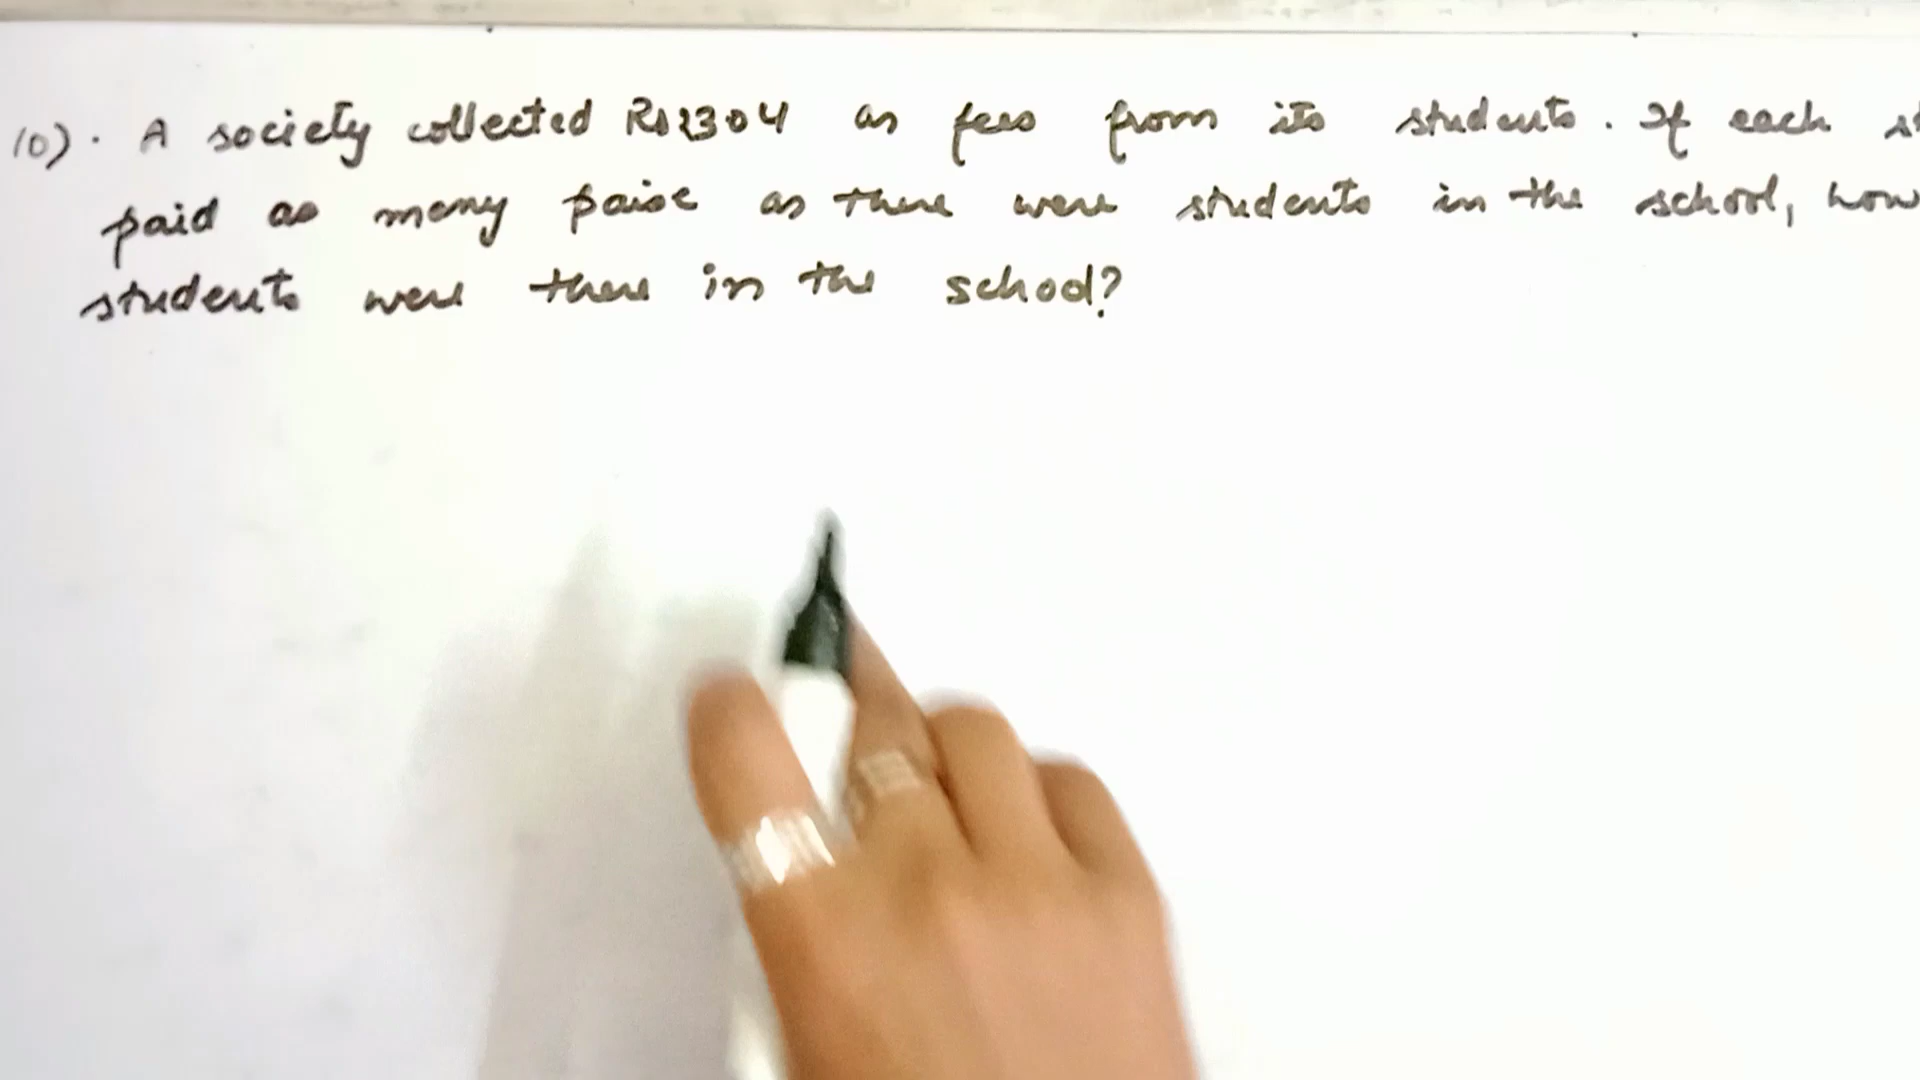 10). A society collected Rs2304 as fees from its students. If each st
paid as many paise as there were students in the school, how
students were there in the school?